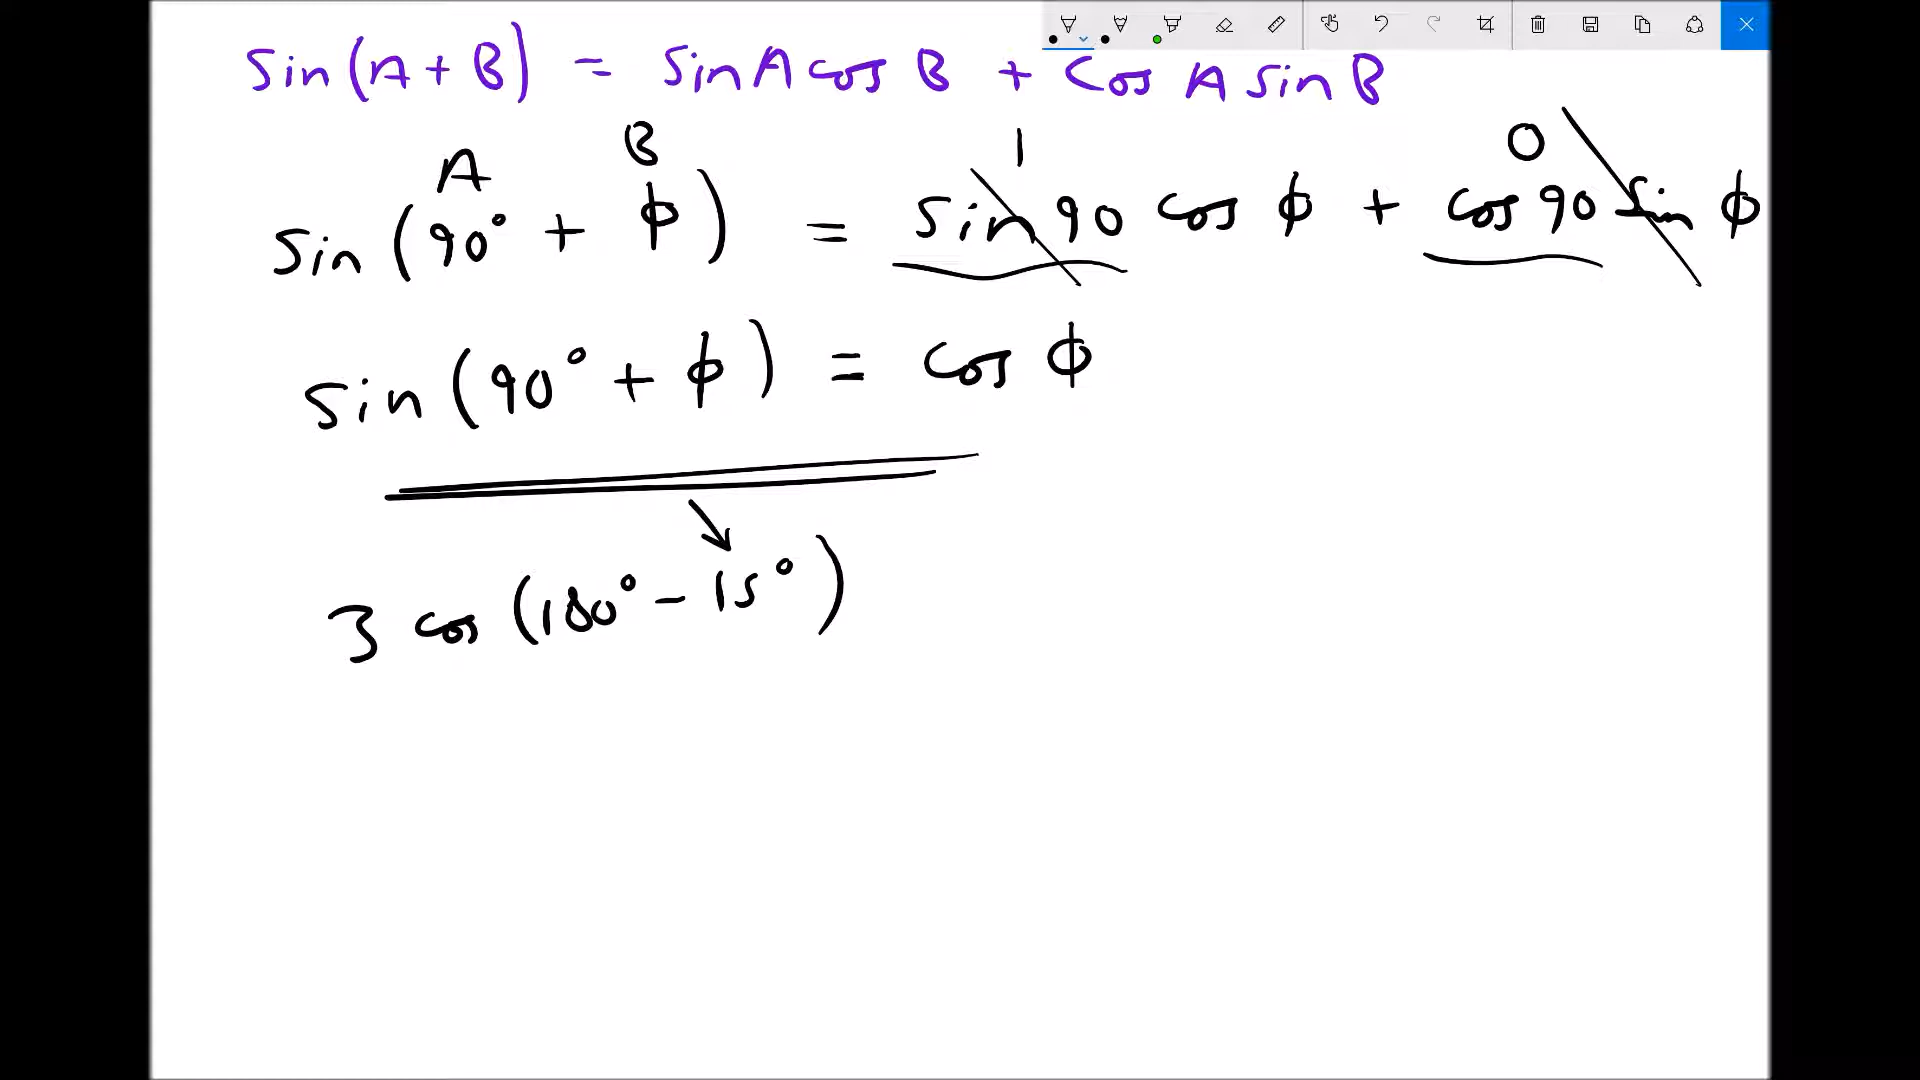 sin(A+B) = sinA cos B + cos A sin B
A B 1 0
sin (90° + ϕ) = sin 90 cos ϕ + cos 90 sin ϕ
sin (90° + ϕ) = cos ϕ
3 cos (180° - 15°)